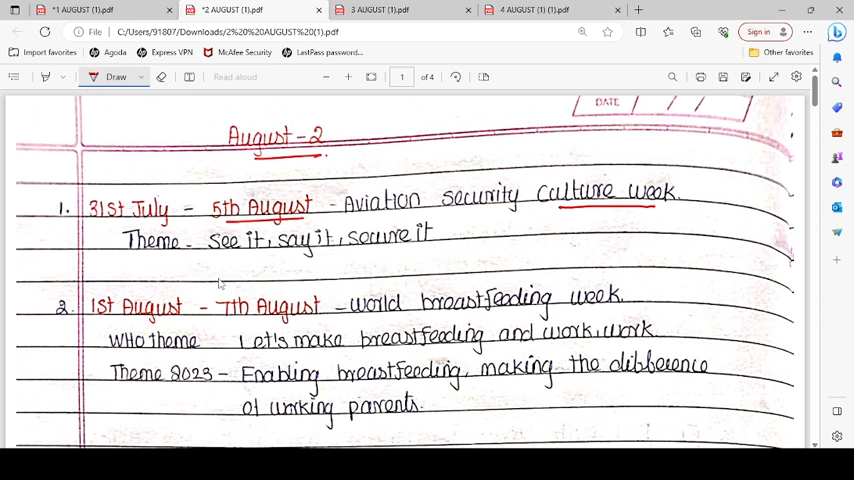 *1 AUGUST (1).pdf
*2 AUGUST (1).pdf
3 AUGUST (1).pdf
4 AUGUST (1).pdf
File
C:/Users/91807/Downloads/2%20%20AUGUST%20(1).pdf
Sign in
Import favorites
Agoda
Express VPN
McAfee Security
LastPass password...
Other favorites
Draw
Read aloud
1 of 4
DATE
August-2
1. 31st July - 5th August - Aviation security culture week.
Theme - See it, say it, secure it
2. 1st August - 7th August - world breastfeeding week.
WHO theme Let's make breastfeeding and work, work.
Theme 2023 - Enabling breastfeeding, making the dibberence
of working parents.